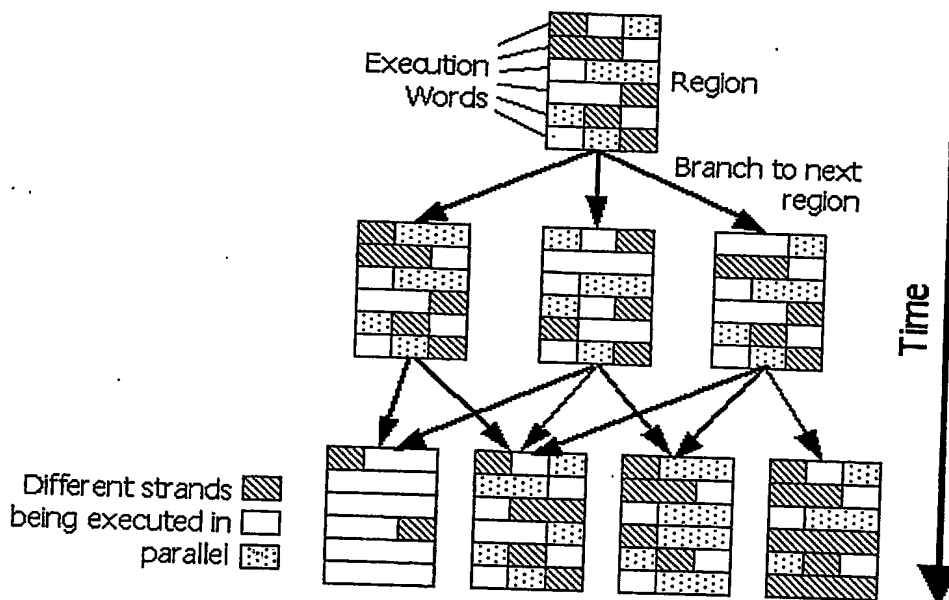 Execution
Words
Region
Branch to next
region
Time
Different strands
being executed in
parallel